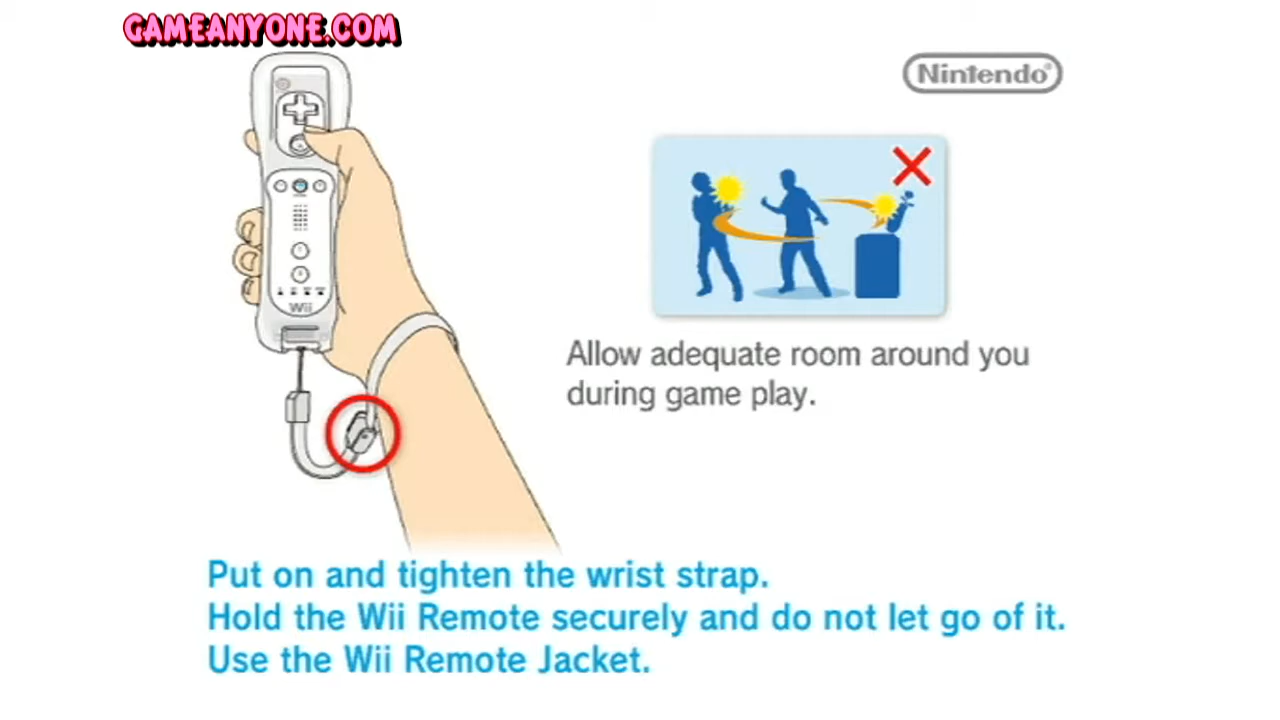 GAMEANYONE.COM
Nintendo®
Allow adequate room around you
during game play.
Wii
Put on and tighten the wrist strap.
Hold the Wii Remote securely and do not let go of it.
Use the Wii Remote Jacket.